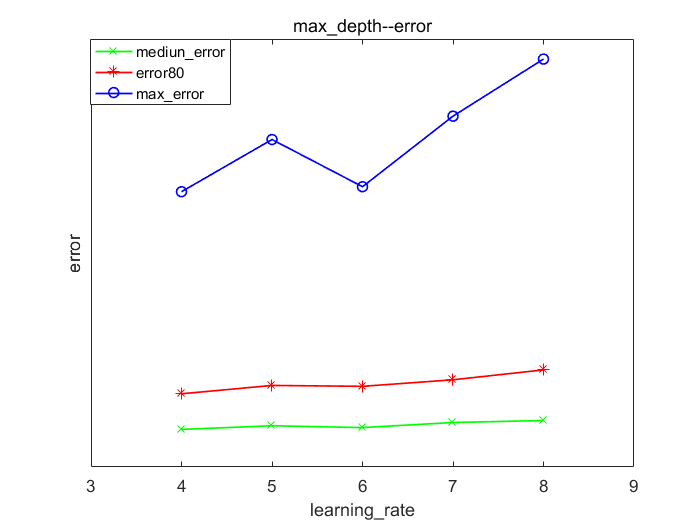 max_depth--error
mediun_error
error80
max_error
error
3 4 5 6 7 8 9
learning_rate